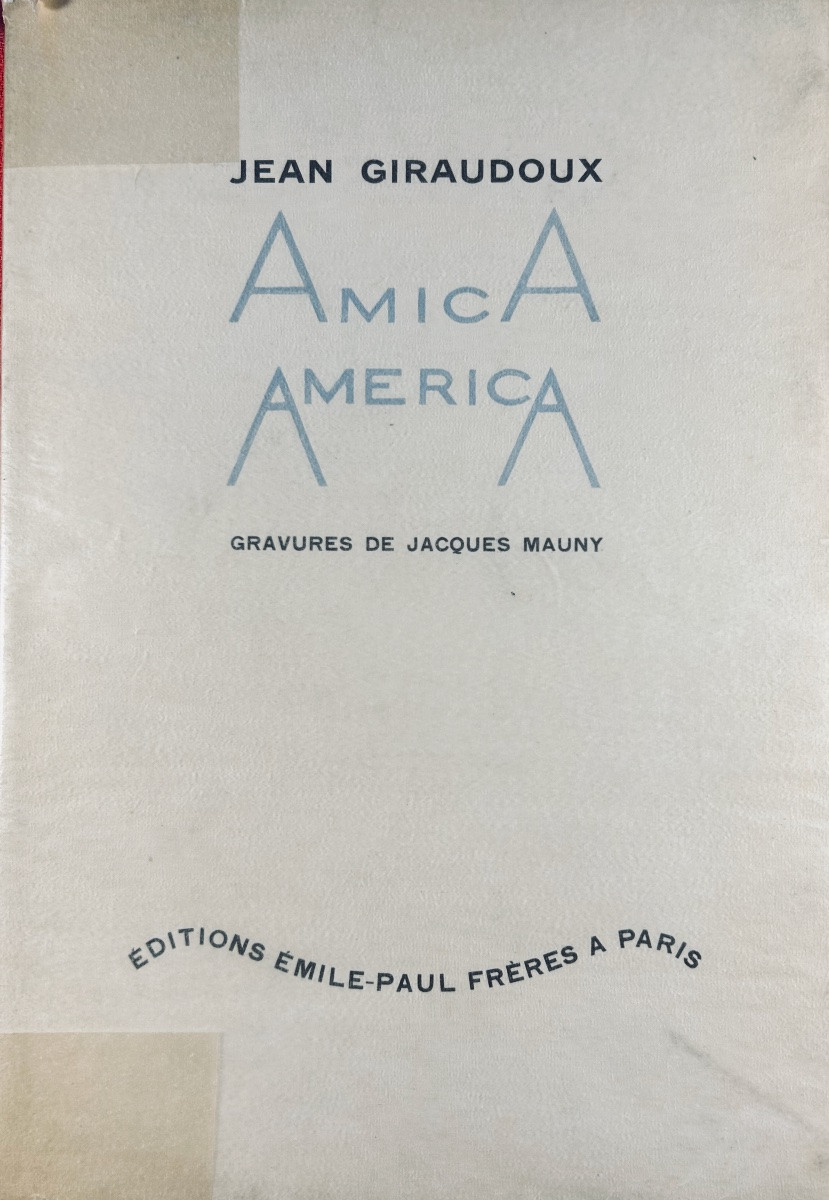 JEAN GIRAUDOUX
AMICA
AMERICA
GRAVURES DE JACQUES MAUNY
ÉDITIONS ÉMILE-PAUL FRÈRES A PARIS